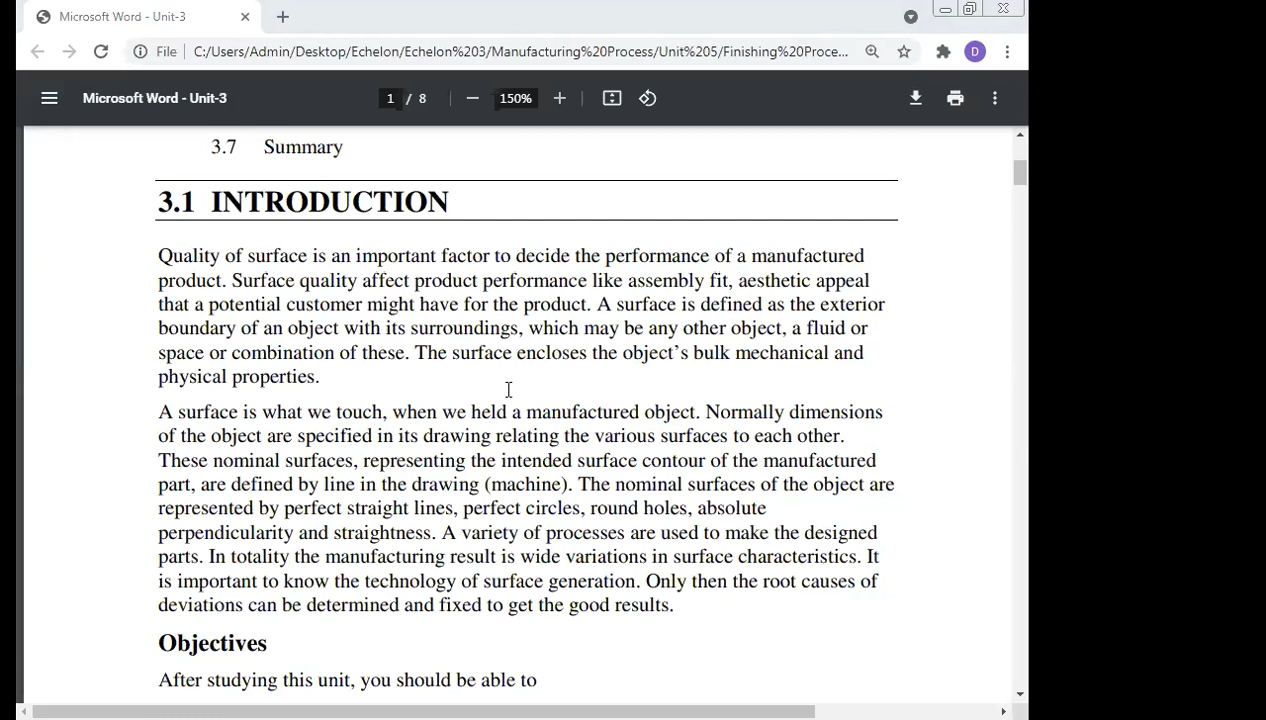 Microsoft Word - Unit-3
File C:/Users/Admin/Desktop/Echelon/Echelon%203/Manufacturing%20Process/Unit%205/Finishing%20Proce...
D
Microsoft Word - Unit-3 1 / 8 150%
3.7 Summary
3.1 INTRODUCTION
Quality of surface is an important factor to decide the performance of a manufactured
product. Surface quality affect product performance like assembly fit, aesthetic appeal
that a potential customer might have for the product. A surface is defined as the exterior
boundary of an object with its surroundings, which may be any other object, a fluid or
space or combination of these. The surface encloses the object’s bulk mechanical and
physical properties.
A surface is what we touch, when we held a manufactured object. Normally dimensions
of the object are specified in its drawing relating the various surfaces to each other.
These nominal surfaces, representing the intended surface contour of the manufactured
part, are defined by line in the drawing (machine). The nominal surfaces of the object are
represented by perfect straight lines, perfect circles, round holes, absolute
perpendicularity and straightness. A variety of processes are used to make the designed
parts. In totality the manufacturing result is wide variations in surface characteristics. It
is important to know the technology of surface generation. Only then the root causes of
deviations can be determined and fixed to get the good results.
Objectives
After studying this unit, you should be able to